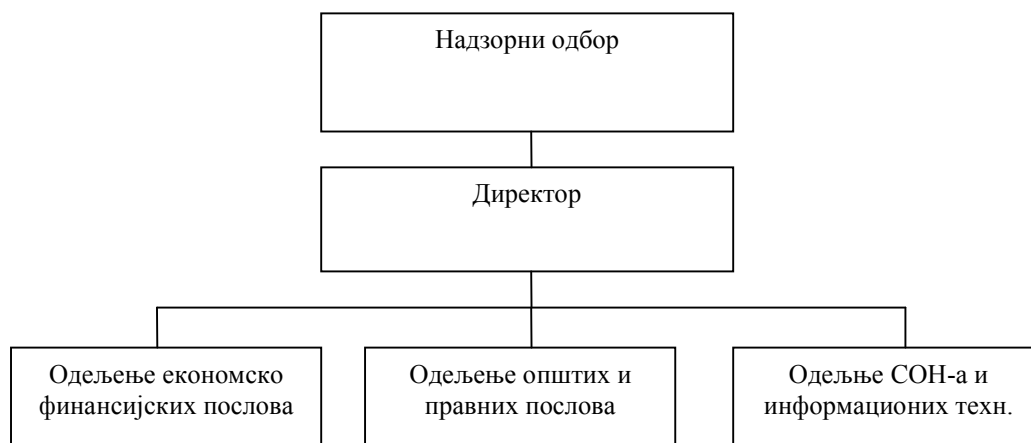 Надзорни одбор
Директор
Одељење економско
финансијских послова
Одељење општих и
правних послова
Одељње СОН-а и
информационих техн.